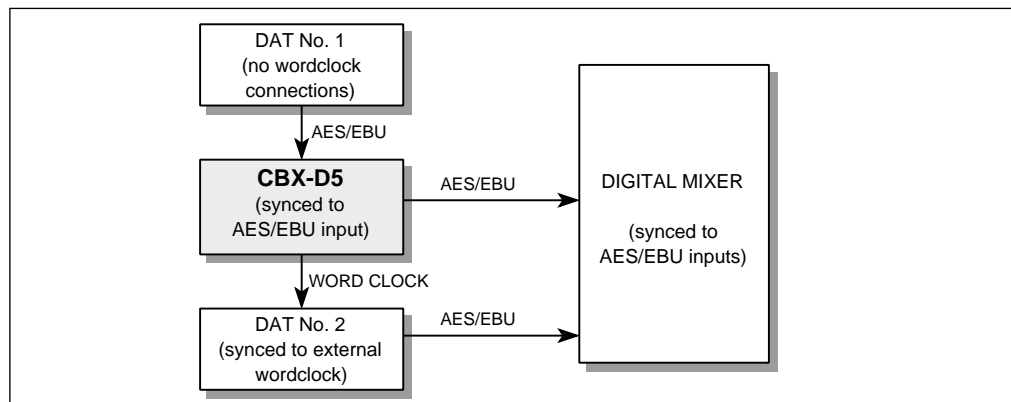 DAT No. 1
(no wordclock
connections)
AES/EBU
CBX-D5
(synced to
AES/EBU input)
AES/EBU
WORD CLOCK
DAT No. 2
(synced to external
wordclock)
AES/EBU
DIGITAL MIXER
(synced to
AES/EBU inputs)